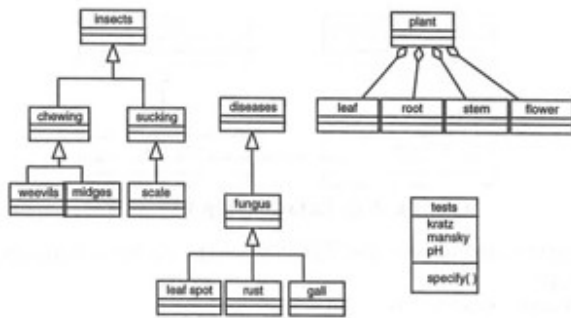 insects
plant
chewing
sucking
diseases
leaf
root
stem
flower
weevils
midges
scale
fungus
tests
kratz
mansky
pH
specify( )
leaf spot
rust
gall